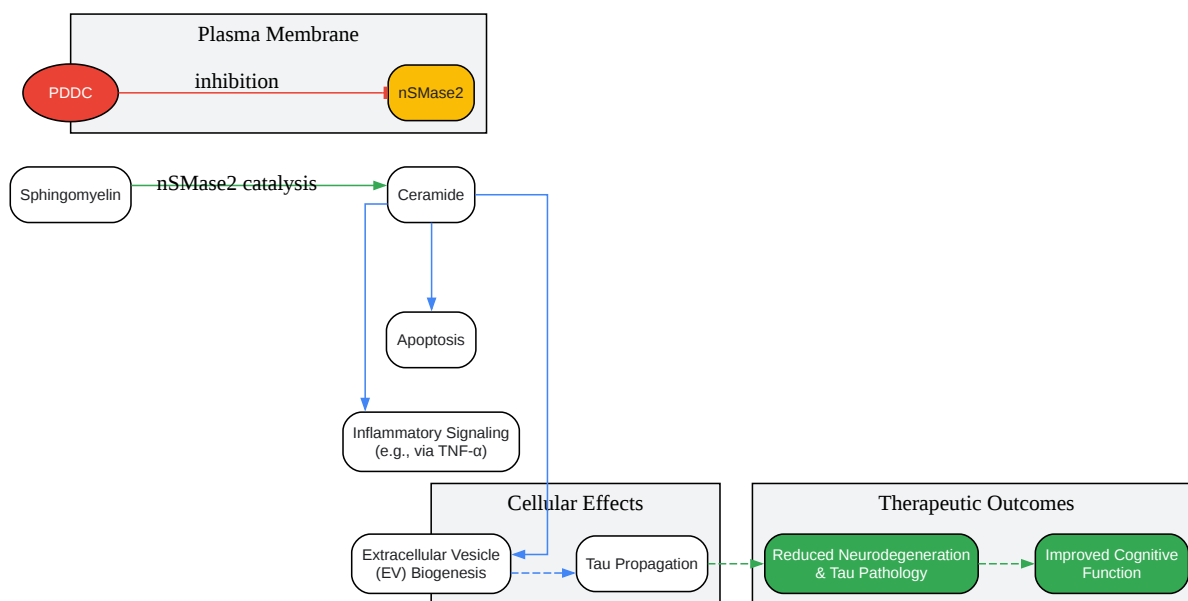 Plasma Membrane
inhibition
PDDC
nSMase2
nSMase2 catalysis
Sphingomyelin
Ceramide
Apoptosis
Inflammatory Signaling
(e.g., via TNF-α)
Cellular Effects
Therapeutic Outcomes
Extracellular Vesicle
(EV) Biogenesis
Tau Propagation
Reduced Neurodegeneration
& Tau Pathology
Improved Cognitive
Function